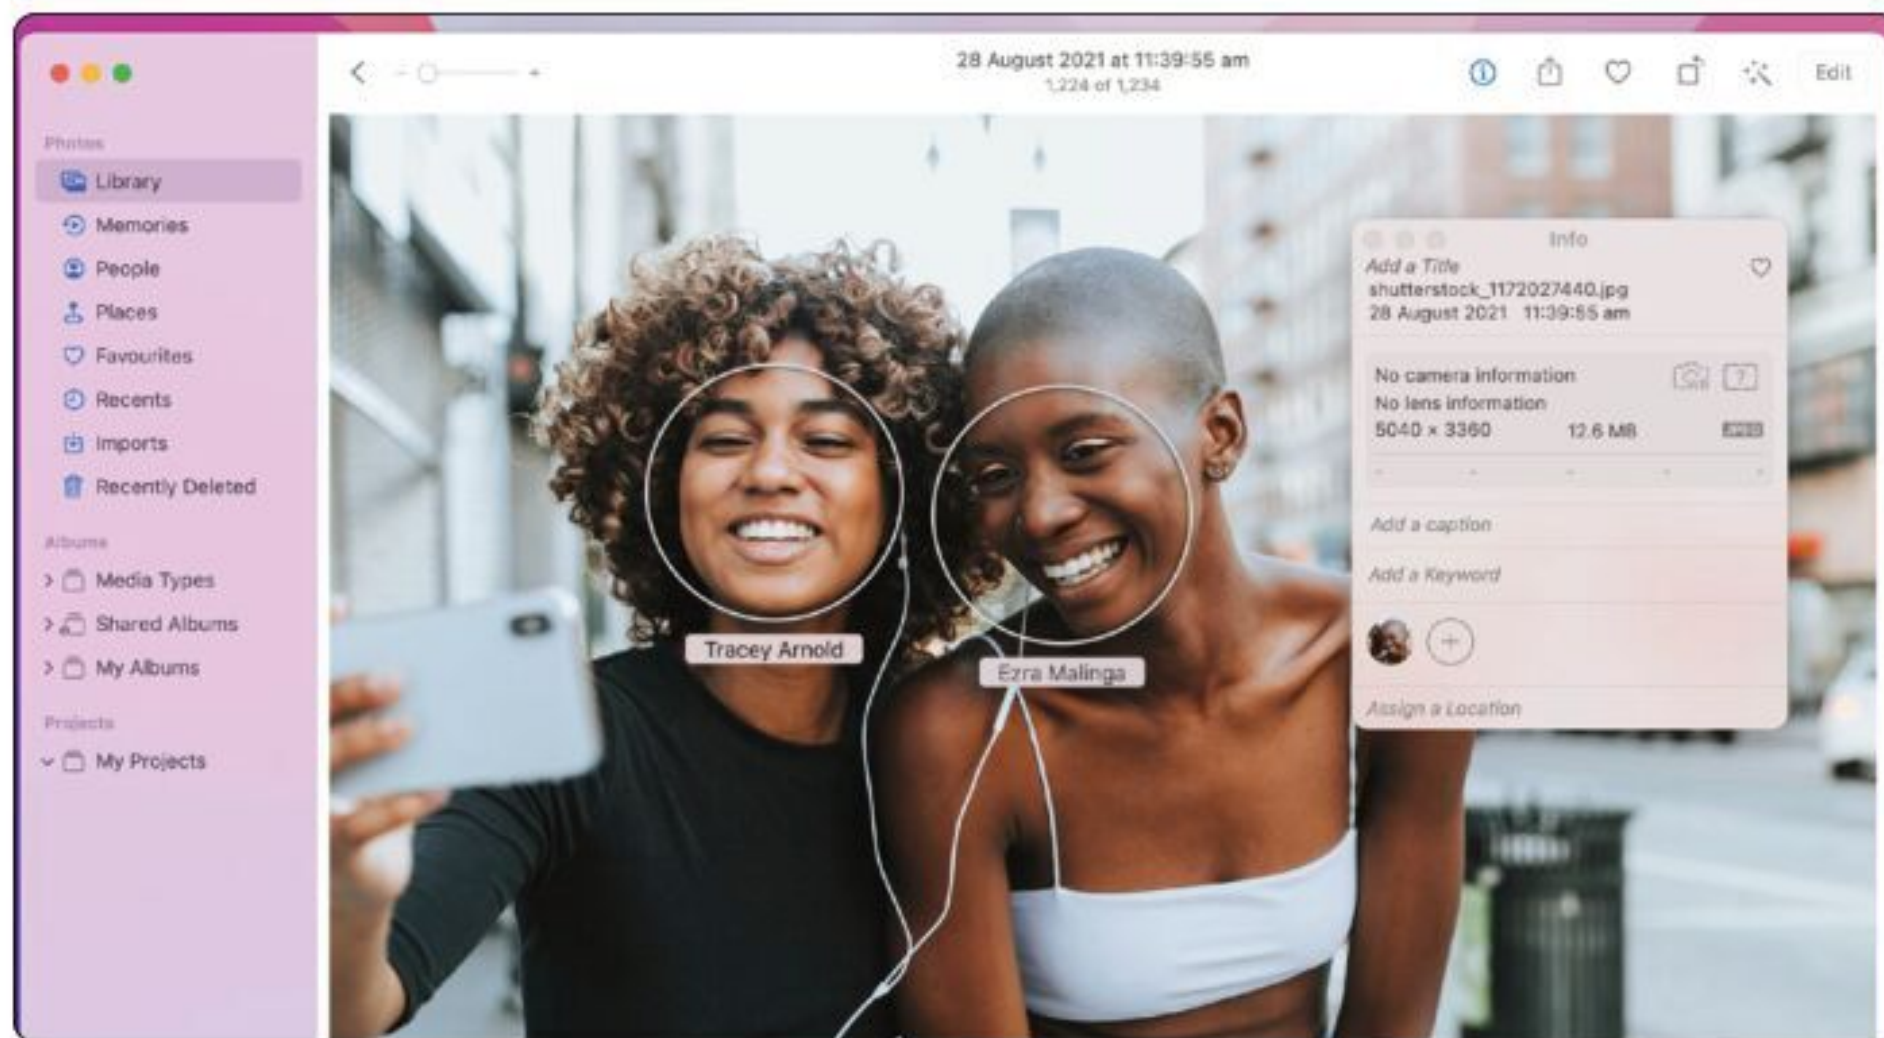 28 August 2021 at 11:39:55 am
1,224 of 1,234
Edit
Photos
Library
Memories
People
Places
Favourites
Recents
Imports
Recently Deleted
Albums
Media Types
Shared Albums
My Albums
Projects
My Projects
Tracey Arnold
Ezra Malinga
Info
Add a Title
shutterstock_1172027440.jpg
28 August 2021 11:39:55 am
No camera information
No lens information
5040 × 3360 12.6 MB JPEG
Add a caption
Add a Keyword
Assign a Location